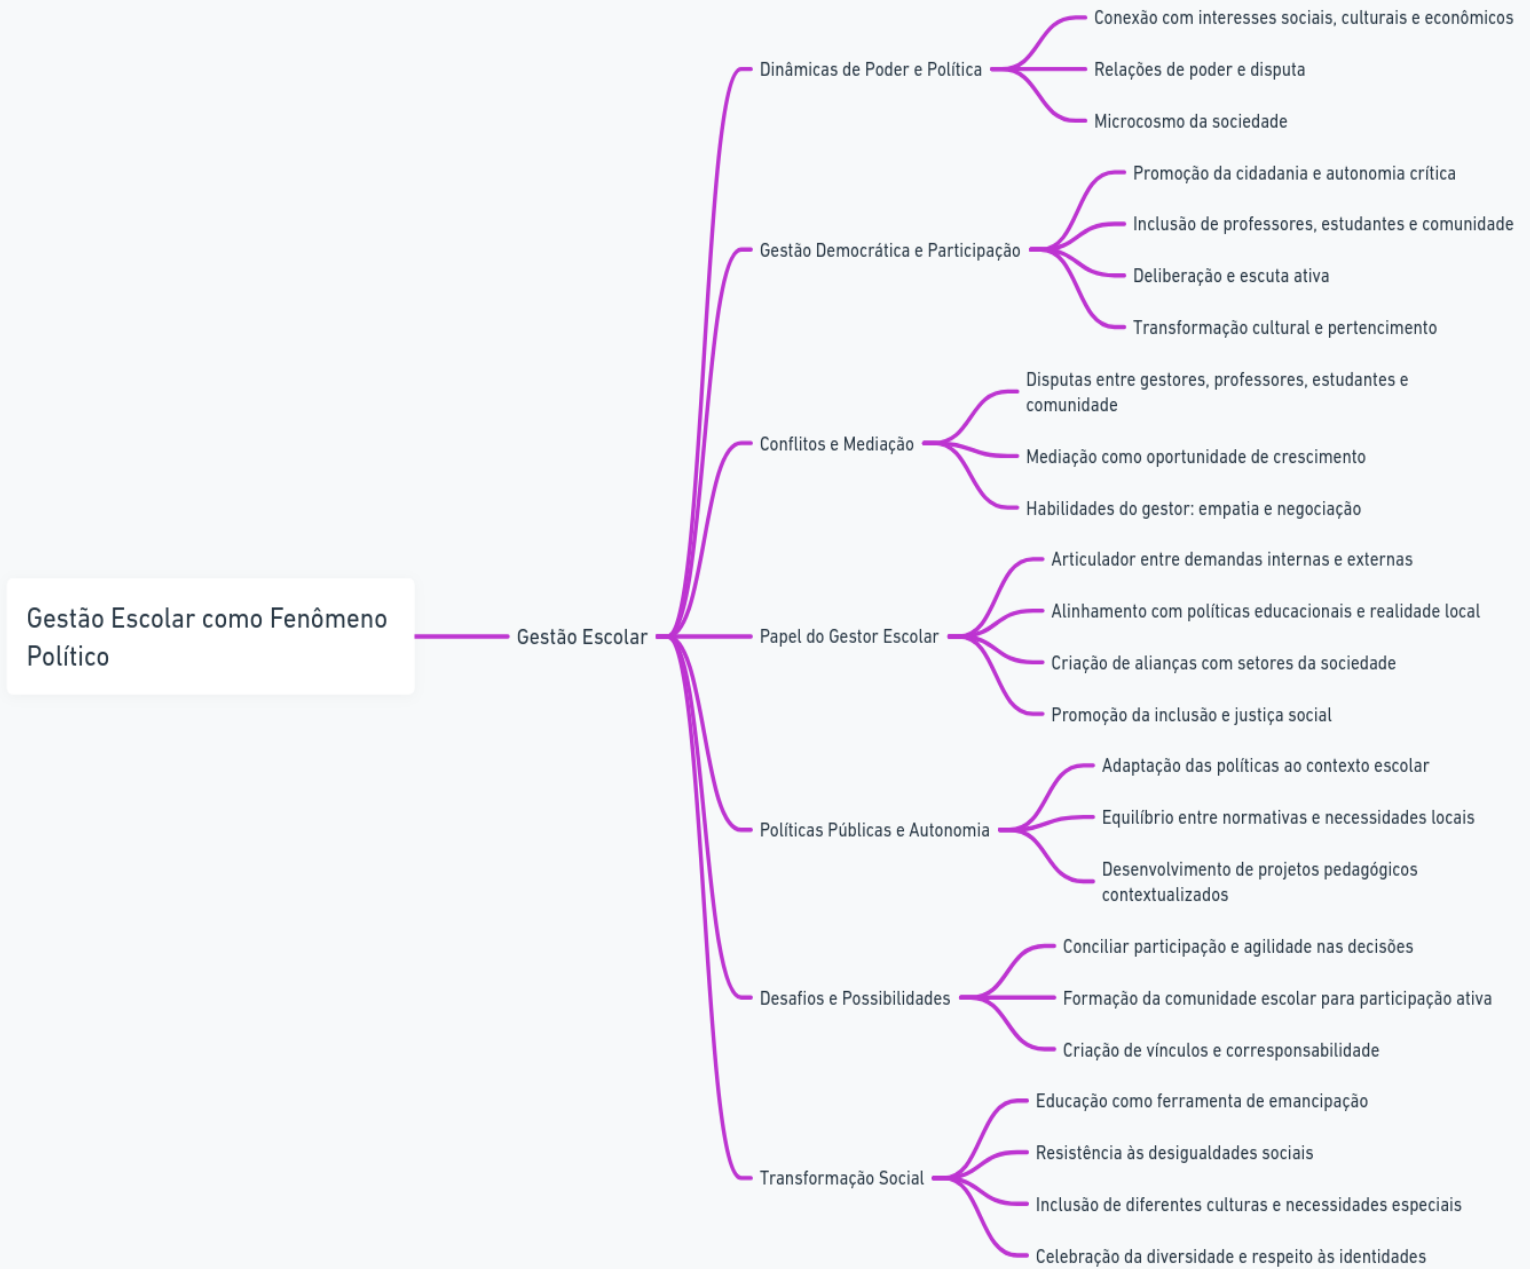 Gestão Escolar como Fenômeno
Político
Gestão Escolar
Dinâmicas de Poder e Política
Conexão com interesses sociais, culturais e econômicos
Relações de poder e disputa
Microcosmo da sociedade
Gestão Democrática e Participação
Promoção da cidadania e autonomia crítica
Inclusão de professores, estudantes e comunidade
Deliberação e escuta ativa
Transformação cultural e pertencimento
Conflitos e Mediação
Disputas entre gestores, professores, estudantes e
comunidade
Mediação como oportunidade de crescimento
Habilidades do gestor: empatia e negociação
Papel do Gestor Escolar
Articulador entre demandas internas e externas
Alinhamento com políticas educacionais e realidade local
Criação de alianças com setores da sociedade
Promoção da inclusão e justiça social
Políticas Públicas e Autonomia
Adaptação das políticas ao contexto escolar
Equilíbrio entre normativas e necessidades locais
Desenvolvimento de projetos pedagógicos
contextualizados
Desafios e Possibilidades
Conciliar participação e agilidade nas decisões
Formação da comunidade escolar para participação ativa
Criação de vínculos e corresponsabilidade
Transformação Social
Educação como ferramenta de emancipação
Resistência às desigualdades sociais
Inclusão de diferentes culturas e necessidades especiais
Celebração da diversidade e respeito às identidades